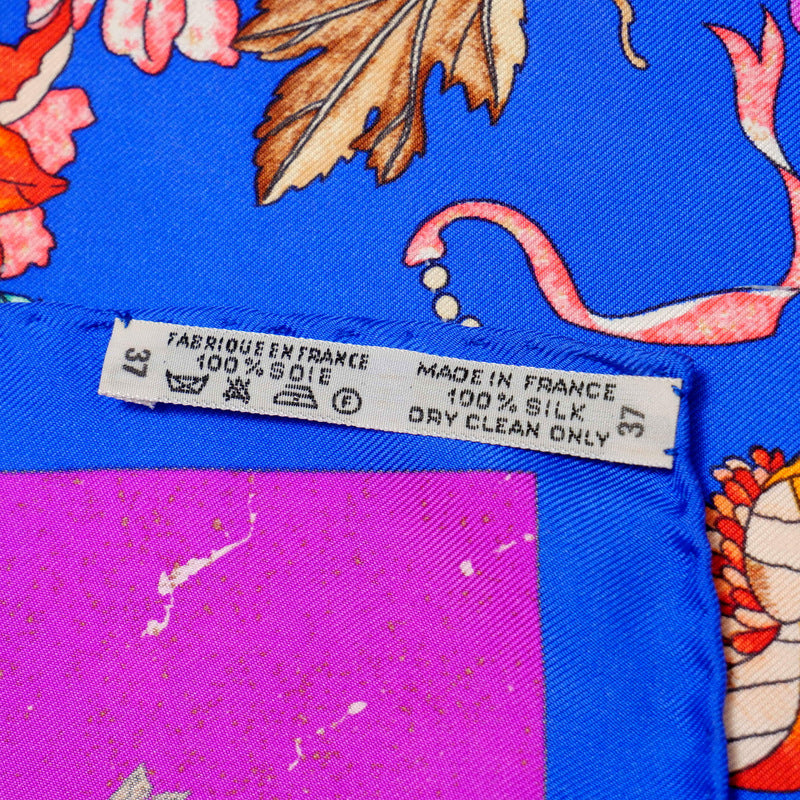 37
FABRIQUE EN FRANCE
100% SOIE
P
MADE IN FRANCE
100% SILK
DRY CLEAN ONLY
37